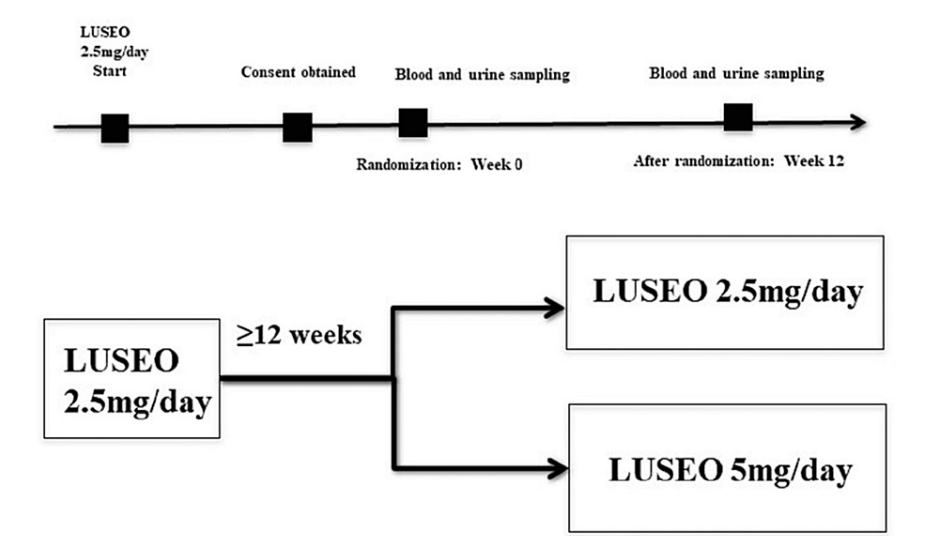 LUSEO
2.5mg/day
Start
Consent obtained
Blood and urine sampling
Blood and urine sampling
Randomization: Week 0
After randomization: Week 12
LUSEO
2.5mg/day
≥12 weeks
LUSEO 2.5mg/day
LUSEO 5mg/day